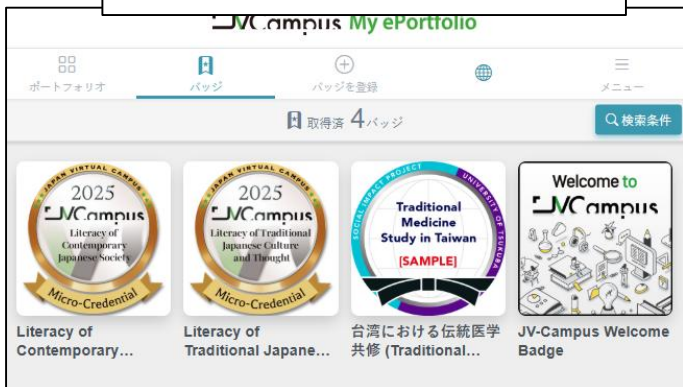 JVCampus My ePortfolio
ポートフォリオ
バッジ
バッジを登録
メニュー
取得済 4バッジ
検索条件
JAPAN VIRTUAL CAMPUS
2025
JVCampus
Literacy of
Contemporary
Japanese Society
Micro-Credential
JAPAN VIRTUAL CAMPUS
2025
JVCampus
Literacy of Traditional
Japanese Culture
and Thought
Micro-Credential
SOCIAL IMPACT PROJECT
UNIVERSITY OF TSUKUBA
Traditional
Medicine
Study in Taiwan
[SAMPLE]
Welcome to
JVCampus
Literacy of
Contemporary...
Literacy of
Traditional Japane...
台湾における伝統医学
共修 (Traditional...
JV-Campus Welcome
Badge